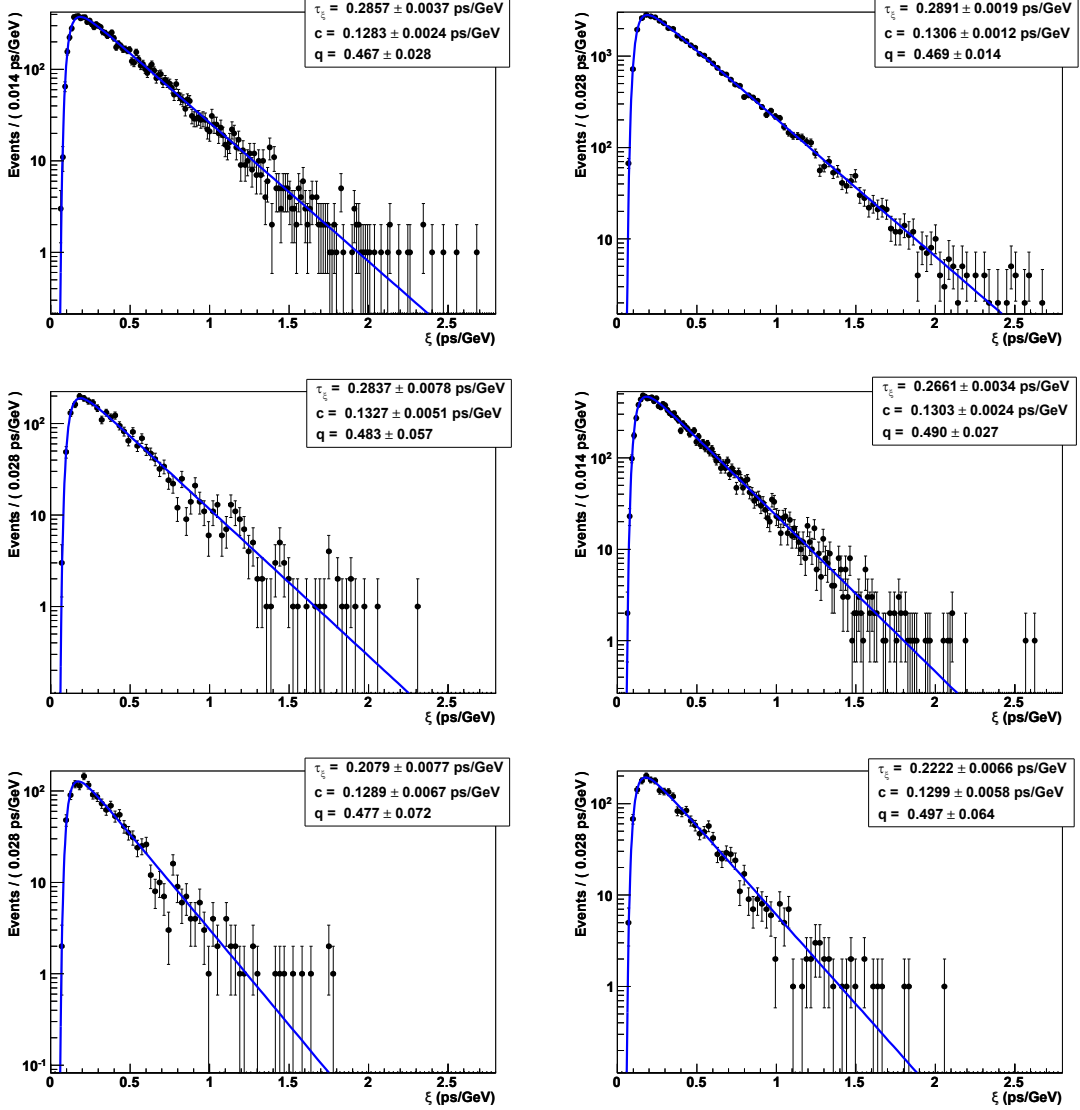 τξ = 0.2857 ± 0.0037 ps/GeV
c = 0.1283 ± 0.0024 ps/GeV
q = 0.467 ± 0.028
Events / ( 0.014 ps/GeV )
10²
10
1
0 0.5 1 1.5 2 2.5
ξ (ps/GeV)
τξ = 0.2891 ± 0.0019 ps/GeV
c = 0.1306 ± 0.0012 ps/GeV
q = 0.469 ± 0.014
Events / ( 0.028 ps/GeV )
10³
10²
10
0 0.5 1 1.5 2 2.5
ξ (ps/GeV)
τξ = 0.2837 ± 0.0078 ps/GeV
c = 0.1327 ± 0.0051 ps/GeV
q = 0.483 ± 0.057
Events / ( 0.028 ps/GeV )
10²
10
1
0 0.5 1 1.5 2 2.5
ξ (ps/GeV)
τξ = 0.2661 ± 0.0034 ps/GeV
c = 0.1303 ± 0.0024 ps/GeV
q = 0.490 ± 0.027
Events / ( 0.014 ps/GeV )
10²
10
1
0 0.5 1 1.5 2 2.5
ξ (ps/GeV)
τξ = 0.2079 ± 0.0077 ps/GeV
c = 0.1289 ± 0.0067 ps/GeV
q = 0.477 ± 0.072
Events / ( 0.028 ps/GeV )
10²
10
1
10⁻¹
0 0.5 1 1.5 2 2.5
ξ (ps/GeV)
τξ = 0.2222 ± 0.0066 ps/GeV
c = 0.1299 ± 0.0058 ps/GeV
q = 0.497 ± 0.064
Events / ( 0.028 ps/GeV )
10²
10
1
0 0.5 1 1.5 2 2.5
ξ (ps/GeV)